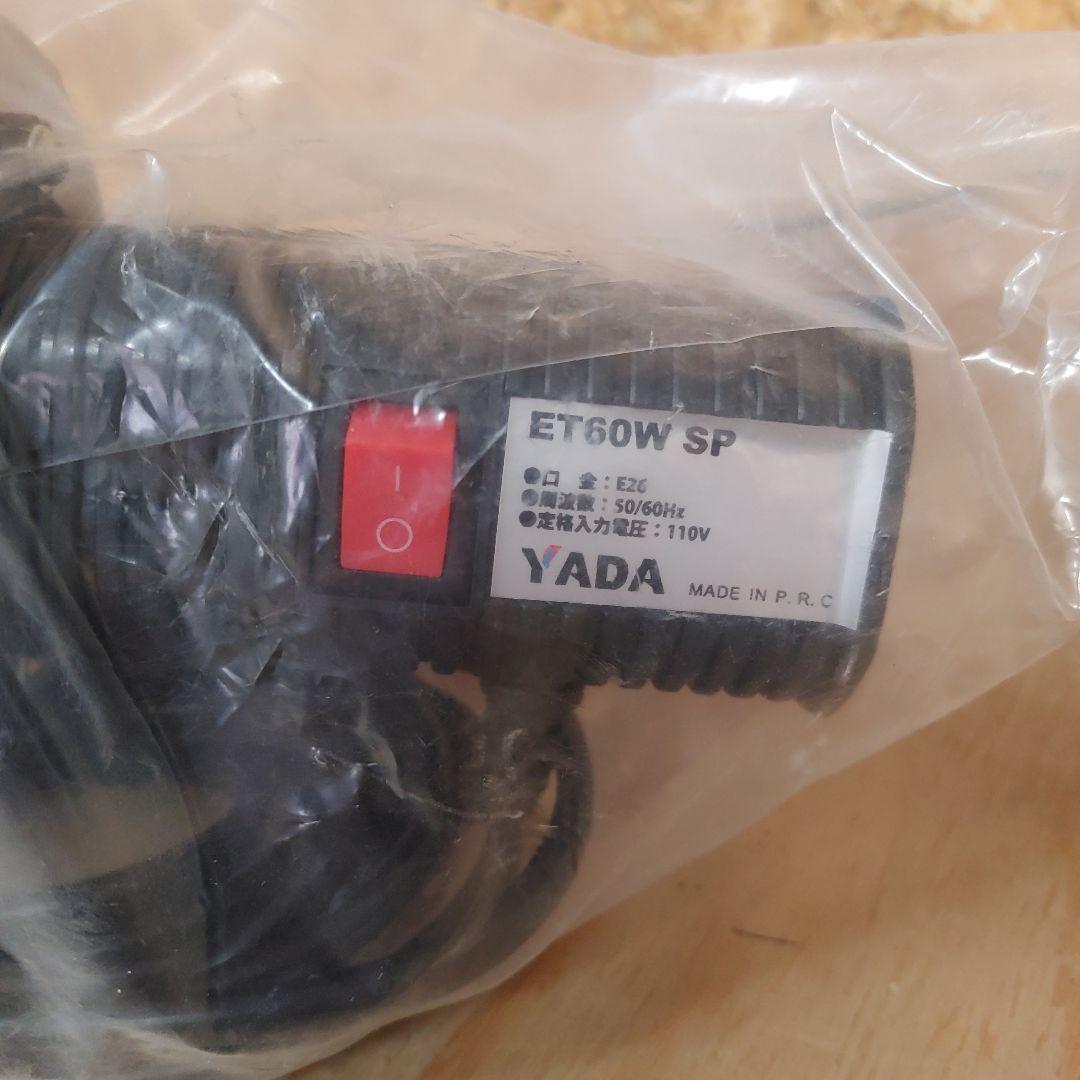 ET60W SP
●口 金：E26
●周波数：50/60Hz
●定格入力電圧：110V
YADA MADE IN P. R. C